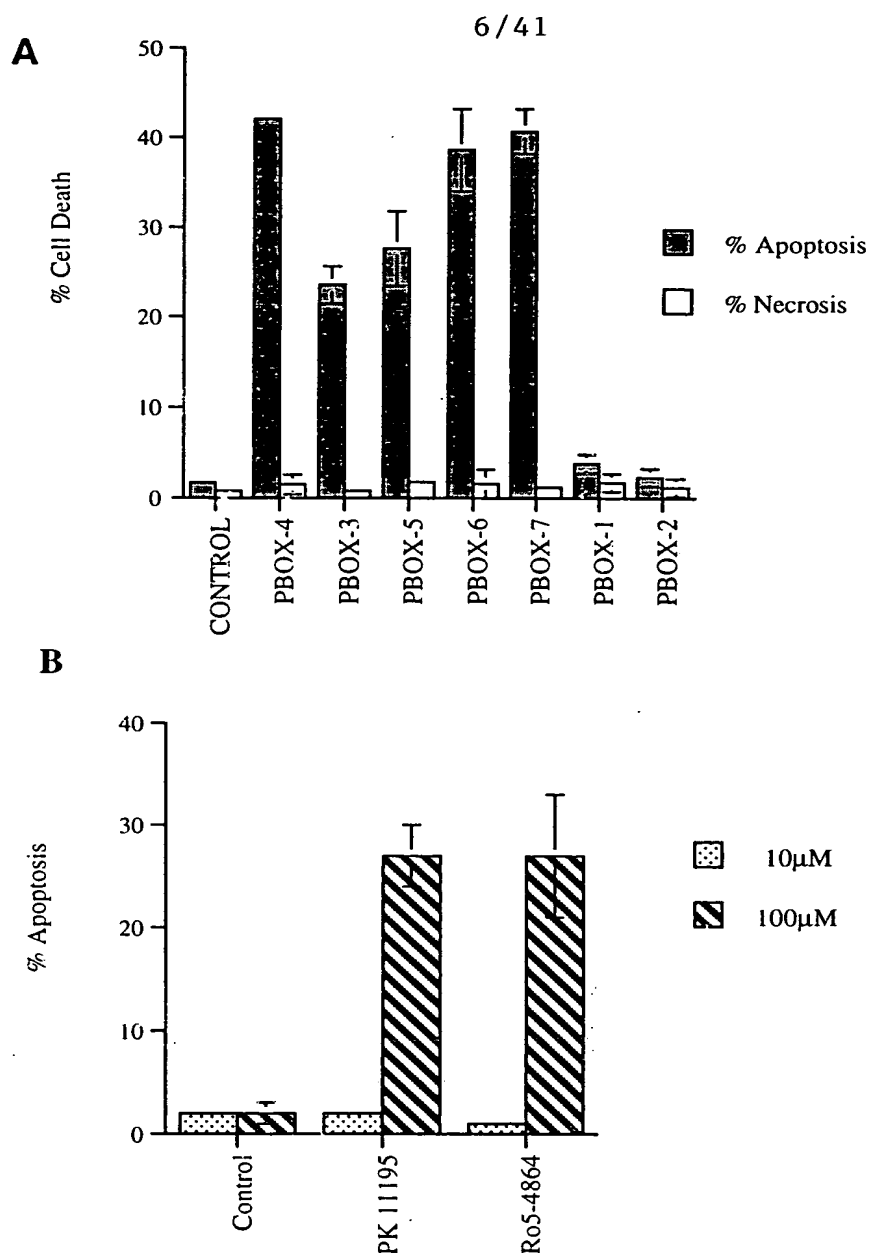 6/41
A
50
40
30
20
10
0
% Cell Death
% Apoptosis
% Necrosis
CONTROL
PBOX-4
PBOX-3
PBOX-5
PBOX-6
PBOX-7
PBOX-1
PBOX-2
B
40
30
20
10
0
% Apoptosis
10µM
100µM
Control
PK 11195
Ro5-4864